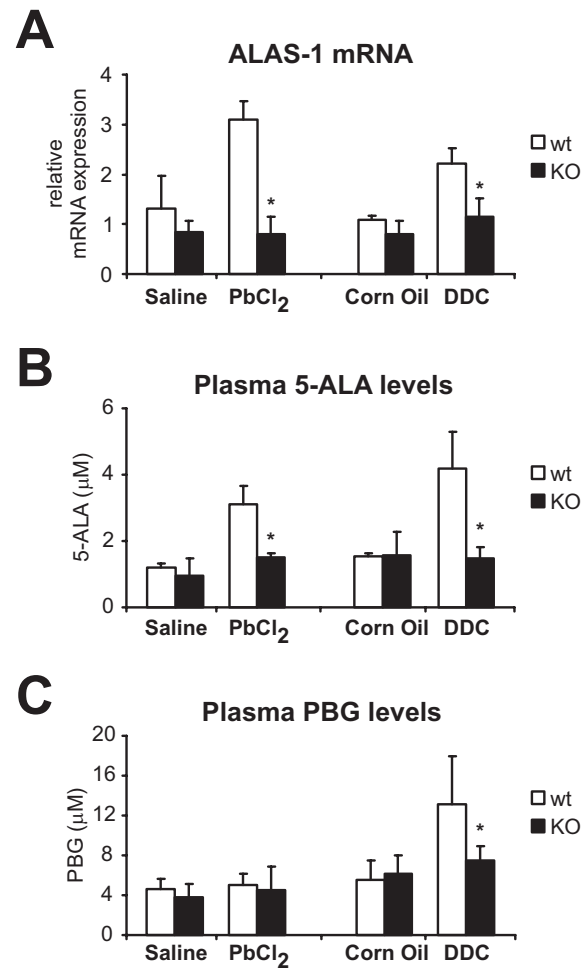 A
ALAS-1 mRNA
relative
mRNA expression
4
3
2
1
0
*
*
wt
KO
Saline PbCl2 Corn Oil DDC
B
Plasma 5-ALA levels
5-ALA (μM)
6
4
2
0
*
*
wt
KO
Saline PbCl2 Corn Oil DDC
C
Plasma PBG levels
PBG (μM)
20
16
12
8
4
0
*
wt
KO
Saline PbCl2 Corn Oil DDC